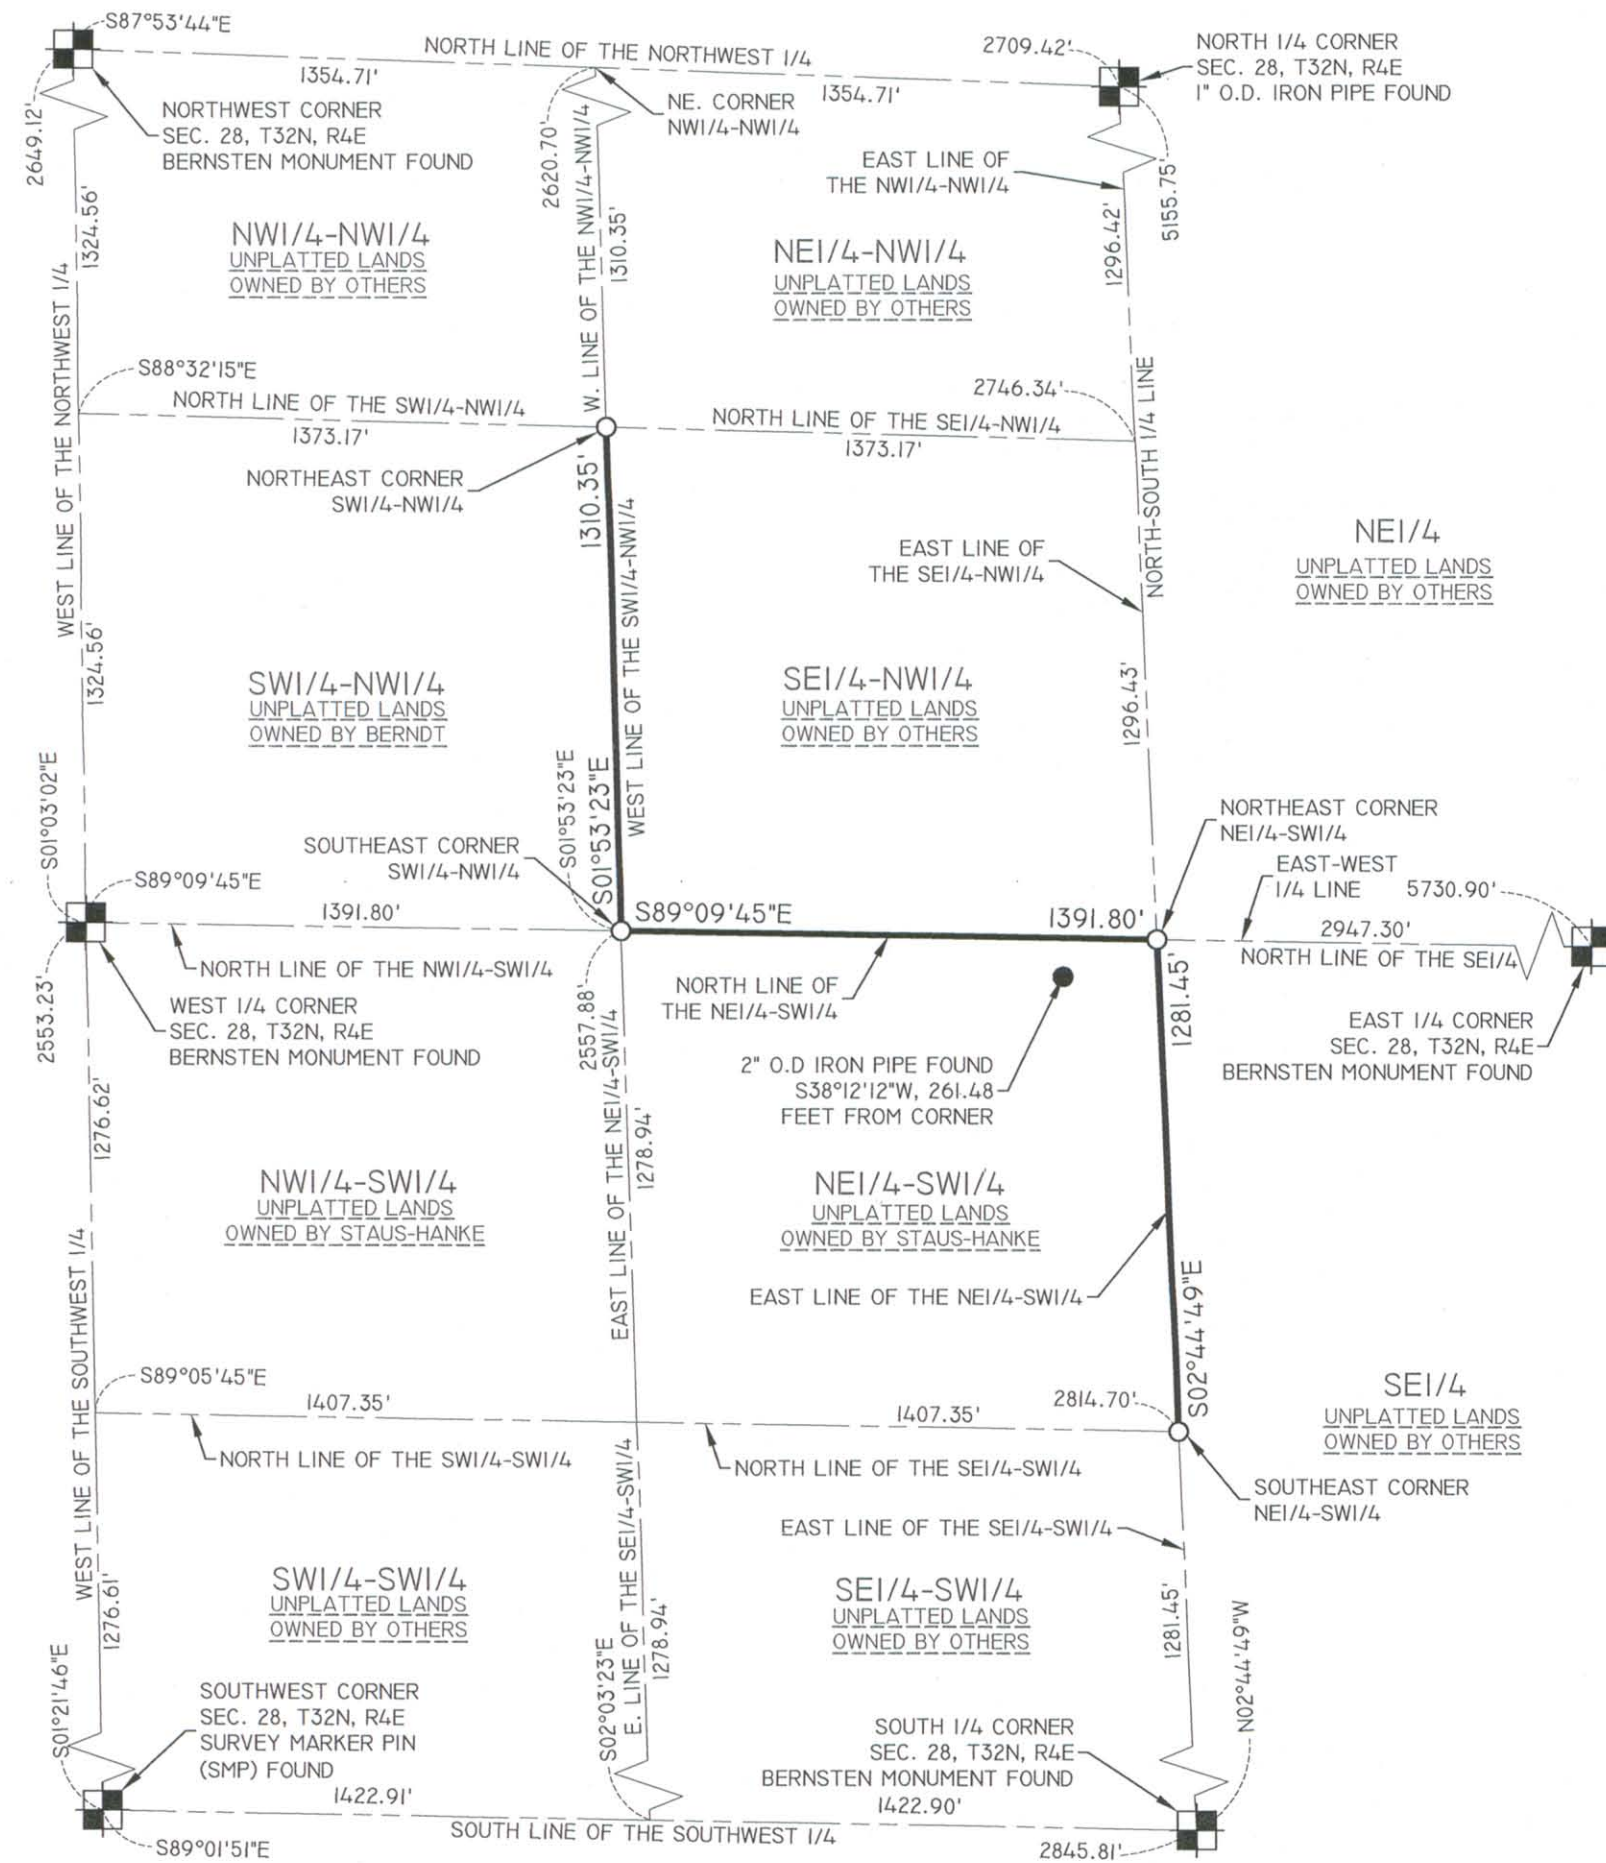 S87°53'44"E
NORTH LINE OF THE NORTHWEST 1/4
2709.42'
NORTH 1/4 CORNER
SEC. 28, T32N, R4E
1" O.D. IRON PIPE FOUND
1354.71'
1354.71'
2649.12'
NORTHWEST CORNER
SEC. 28, T32N, R4E
BERNSTEN MONUMENT FOUND
NE. CORNER
NW1/4-NW1/4
2620.70'
EAST LINE OF
THE NW1/4-NW1/4
5155.75'
1324.56'
NW1/4-NW1/4
UNPLATTED LANDS
OWNED BY OTHERS
W. LINE OF THE NW1/4-NW1/4
1310.35'
NE1/4-NW1/4
UNPLATTED LANDS
OWNED BY OTHERS
1296.42'
WEST LINE OF THE NORTHWEST 1/4
S88°32'15"E
NORTH LINE OF THE SW1/4-NW1/4
1373.17'
2746.34'
NORTH LINE OF THE SE1/4-NW1/4
1373.17'
NORTH-SOUTH 1/4 LINE
NORTHEAST CORNER
SW1/4-NW1/4
1310.35'
WEST LINE OF THE SW1/4-NW1/4
EAST LINE OF
THE SE1/4-NW1/4
NE1/4
UNPLATTED LANDS
OWNED BY OTHERS
1324.56'
SW1/4-NW1/4
UNPLATTED LANDS
OWNED BY BERNDT
SE1/4-NW1/4
UNPLATTED LANDS
OWNED BY OTHERS
1296.43'
S01°03'02"E
S01°53'23"E
S01°53'23"E
SOUTHEAST CORNER
SW1/4-NW1/4
NORTHEAST CORNER
NE1/4-SW1/4
EAST-WEST
1/4 LINE
5730.90'
S89°09'45"E
1391.80'
S89°09'45"E
1391.80'
2947.30'
NORTH LINE OF THE SE1/4
NORTH LINE OF THE NW1/4-SW1/4
NORTH LINE OF
THE NE1/4-SW1/4
2553.23'
WEST 1/4 CORNER
SEC. 28, T32N, R4E
BERNSTEN MONUMENT FOUND
2557.88'
1281.45'
EAST 1/4 CORNER
SEC. 28, T32N, R4E
BERNSTEN MONUMENT FOUND
2" O.D IRON PIPE FOUND
S38°12'12"W, 261.48
FEET FROM CORNER
1276.62'
EAST LINE OF THE NE1/4-SW1/4
1278.94'
NW1/4-SW1/4
UNPLATTED LANDS
OWNED BY STAUS-HANKE
NE1/4-SW1/4
UNPLATTED LANDS
OWNED BY STAUS-HANKE
EAST LINE OF THE NE1/4-SW1/4
S02°44'49"E
WEST LINE OF THE SOUTHWEST 1/4
S89°05'45"E
1407.35'
NORTH LINE OF THE SW1/4-SW1/4
1407.35'
2814.70'
NORTH LINE OF THE SE1/4-SW1/4
SE1/4
UNPLATTED LANDS
OWNED BY OTHERS
SOUTHEAST CORNER
NE1/4-SW1/4
EAST LINE OF THE SE1/4-SW1/4
1276.61'
SW1/4-SW1/4
UNPLATTED LANDS
OWNED BY OTHERS
E. LINE OF THE SE1/4-SW1/4
1278.94'
SE1/4-SW1/4
UNPLATTED LANDS
OWNED BY OTHERS
1281.45'
N02°44'49"W
S01°21'46"E
SOUTHWEST CORNER
SEC. 28, T32N, R4E
SURVEY MARKER PIN
(SMP) FOUND
S02°03'23"E
SOUTH 1/4 CORNER
SEC. 28, T32N, R4E
BERNSTEN MONUMENT FOUND
1422.91'
1422.90'
SOUTH LINE OF THE SOUTHWEST 1/4
S89°01'51"E
2845.81'